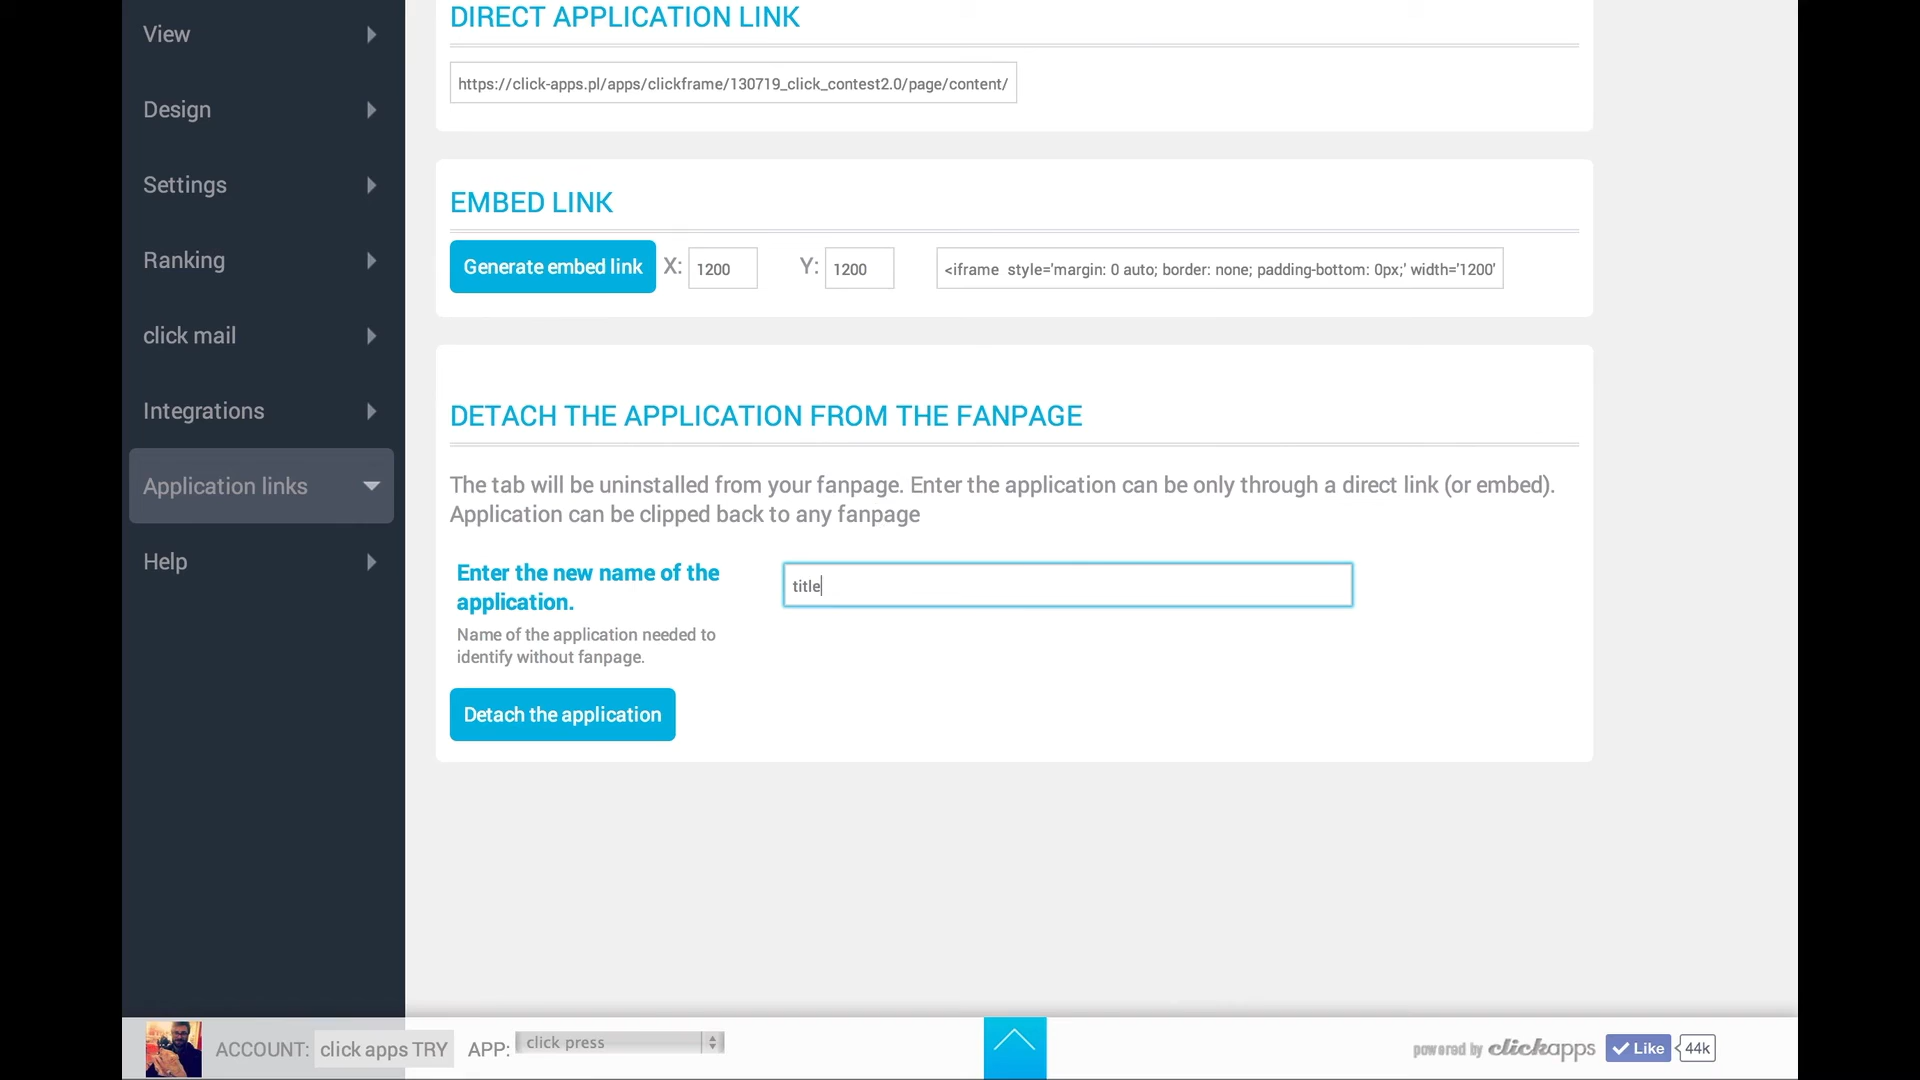 View
Design
Settings
Ranking
click mail
Integrations
Application links
Help
DIRECT APPLICATION LINK
https://click-apps.pl/apps/clickframe/130719_click_contest2.0/page/content/
EMBED LINK
Generate embed link X: 1200 Y: 1200 <iframe style='margin: 0 auto; border: none; padding-bottom: 0px;' width='1200'
DETACH THE APPLICATION FROM THE FANPAGE
The tab will be uninstalled from your fanpage. Enter the application can be only through a direct link (or embed).
Application can be clipped back to any fanpage
Enter the new name of the
application.
title
Name of the application needed to
identify without fanpage.
Detach the application
ACCOUNT: click apps TRY APP: click press
powered by clickapps Like 44k